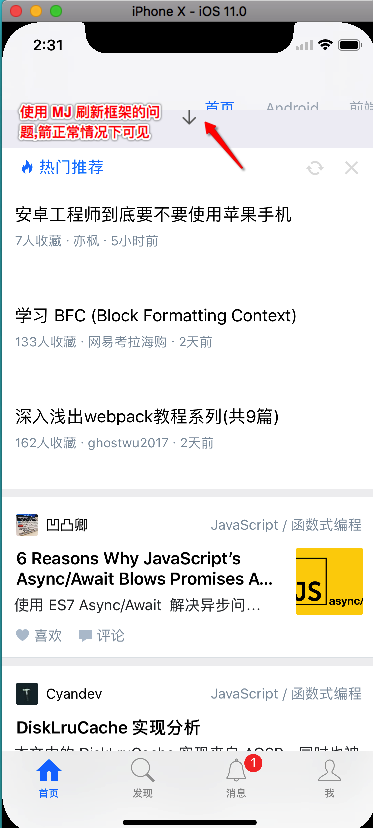 iPhone X - iOS 11.0
2:31
首页 Android 前端
使用 MJ 刷新框架的问
题,箭正常情况下可见
热门推荐
安卓工程师到底要不要使用苹果手机
7人收藏 · 亦枫 · 5小时前
学习 BFC (Block Formatting Context)
133人收藏 · 网易考拉海购 · 2天前
深入浅出webpack教程系列(共9篇)
162人收藏 · ghostwu2017 · 2天前
凹凸卿 JavaScript / 函数式编程
6 Reasons Why JavaScript's
Async/Await Blows Promises A...
使用 ES7 Async/Await 解决异步问...
JS
async/
喜欢 评论
Cyandev JavaScript / 函数式编程
DiskLruCache 实现分析
首页 发现 消息 1 我